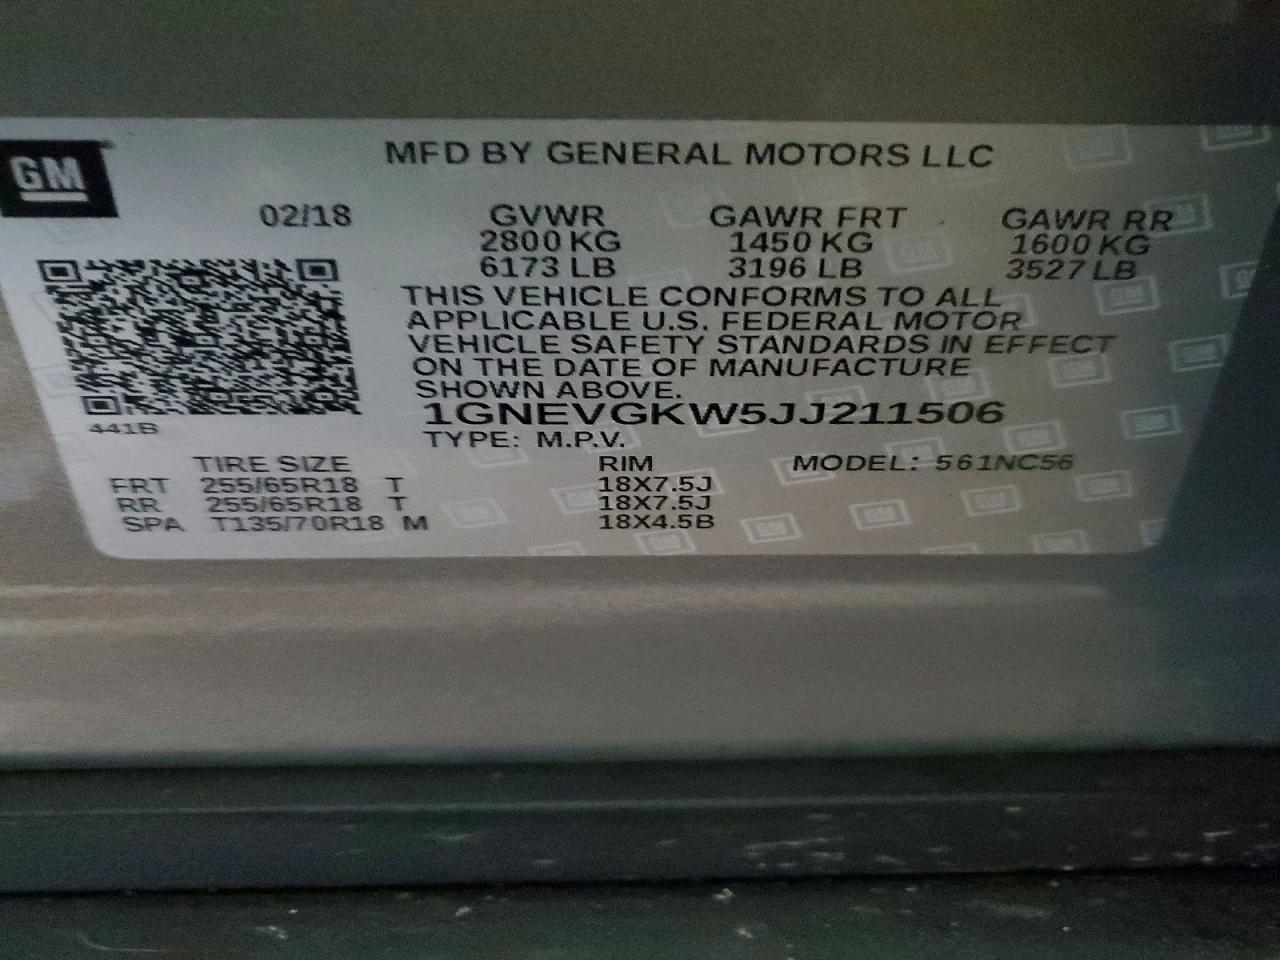 GM
MFD BY GENERAL MOTORS LLC
02/18 GVWR GAWR FRT GAWR RR
2800 KG 1450 KG 1600 KG
6173 LB 3196 LB 3527 LB
THIS VEHICLE CONFORMS TO ALL
APPLICABLE U.S. FEDERAL MOTOR
VEHICLE SAFETY STANDARDS IN EFFECT
ON THE DATE OF MANUFACTURE
SHOWN ABOVE.
1GNEVGKW5JJ211506
441B
TYPE: M.P.V.
TIRE SIZE RIM MODEL: 561NC56
FRT 255/65R18 T 18X7.5J
RR 255/65R18 T 18X7.5J
SPA T135/70R18 M 18X4.5B